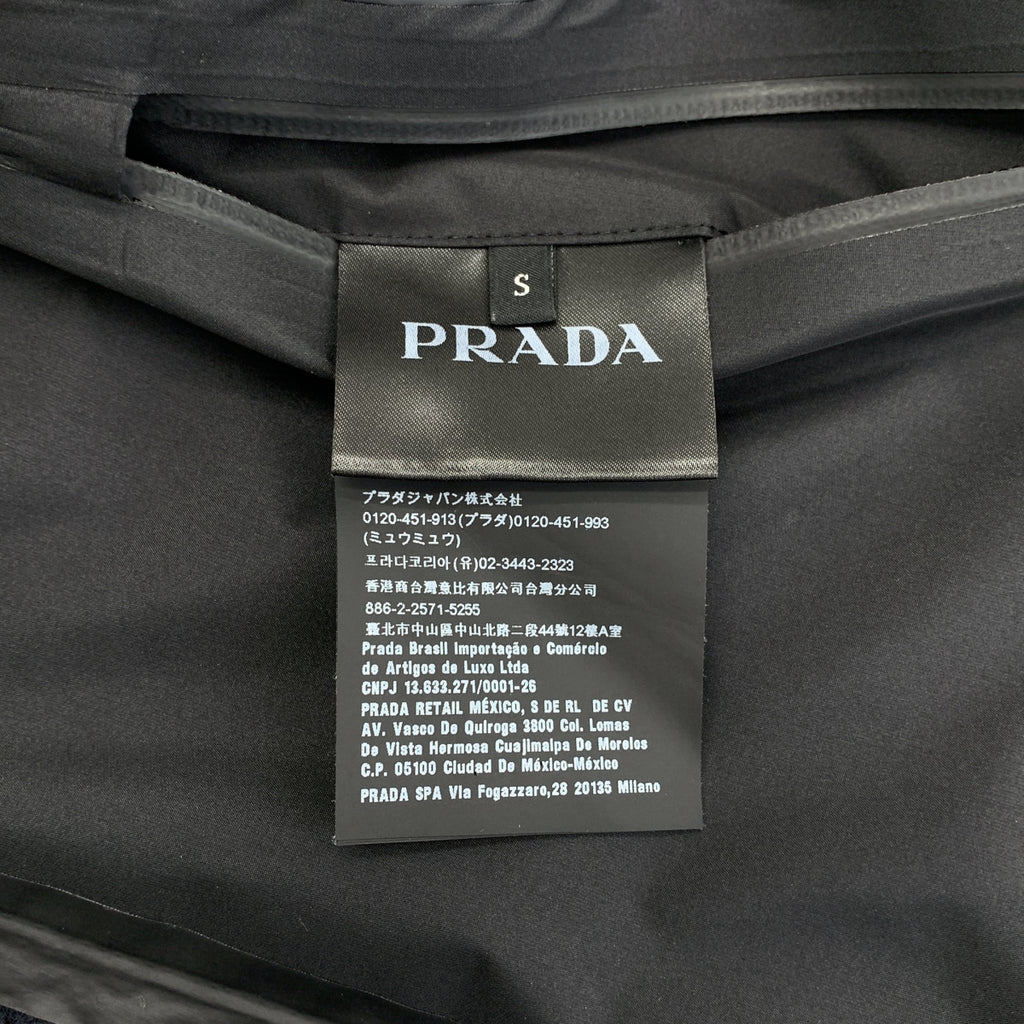 S
PRADA
プラダジャパン株式会社
0120-451-913(プラダ)0120-451-993
(ミュウミュウ)
프라다코리아(유)02-3443-2323
香港商台灣意比有限公司台灣分公司
886-2-2571-5255
臺北市中山區中山北路二段44號12樓A室
Prada Brasil Importação e Comércio
de Artigos de Luxo Ltda
CNPJ 13.633.271/0001-26
PRADA RETAIL MÉXICO, S DE RL DE CV
AV. Vasco De Quiroga 3800 Col. Lomas
De Vista Hermosa Cuajimalpa De Morelos
C.P. 05100 Ciudad De México-México
PRADA SPA Via Fogazzaro,28 20135 Milano